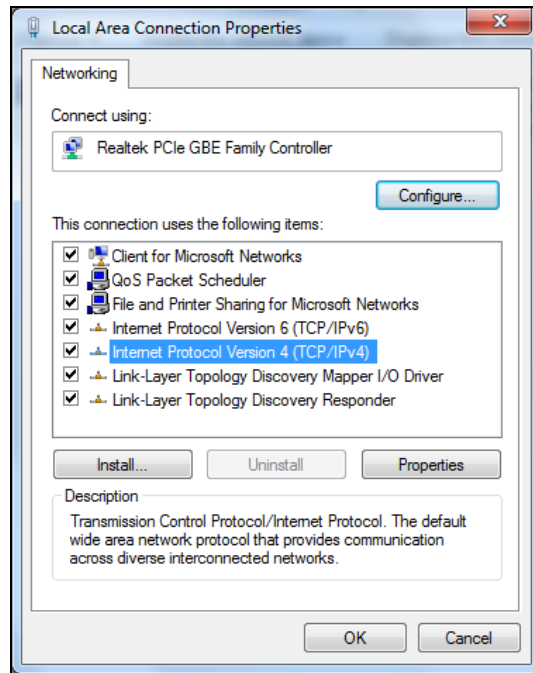 Local Area Connection Properties
Networking
Connect using:
Realtek PCIe GBE Family Controller
Configure...
This connection uses the following items:
Client for Microsoft Networks
QoS Packet Scheduler
File and Printer Sharing for Microsoft Networks
Internet Protocol Version 6 (TCP/IPv6)
Internet Protocol Version 4 (TCP/IPv4)
Link-Layer Topology Discovery Mapper I/O Driver
Link-Layer Topology Discovery Responder
Install... Uninstall Properties
Description
Transmission Control Protocol/Internet Protocol. The default
wide area network protocol that provides communication
across diverse interconnected networks.
OK Cancel